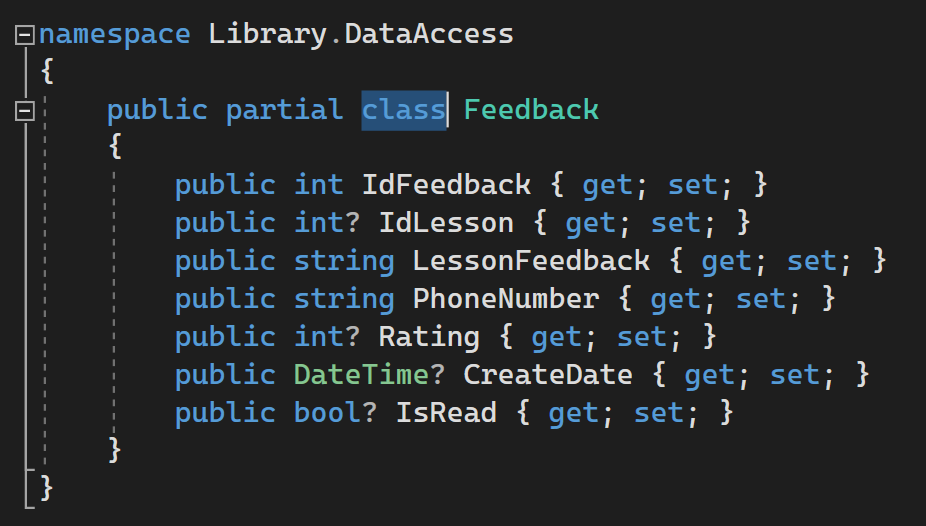 namespace Library.DataAccess
{
public partial class Feedback
{
public int IdFeedback { get; set; }
public int? IdLesson { get; set; }
public string LessonFeedback { get; set; }
public string PhoneNumber { get; set; }
public int? Rating { get; set; }
public DateTime? CreateDate { get; set; }
public bool? IsRead { get; set; }
}
}